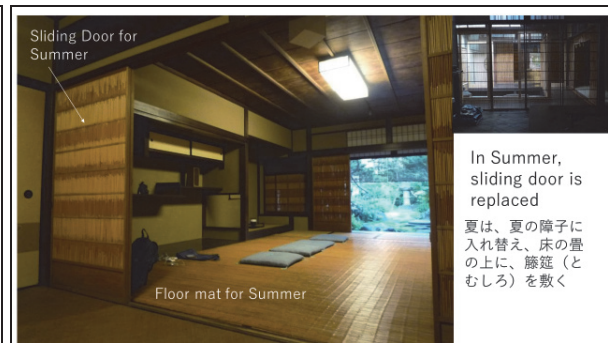 Sliding Door for
Summer
Floor mat for Summer
In Summer,
sliding door is
replaced
夏は、夏の障子に
入れ替え、床の畳
の上に、籐筵（と
むしろ）を敷く